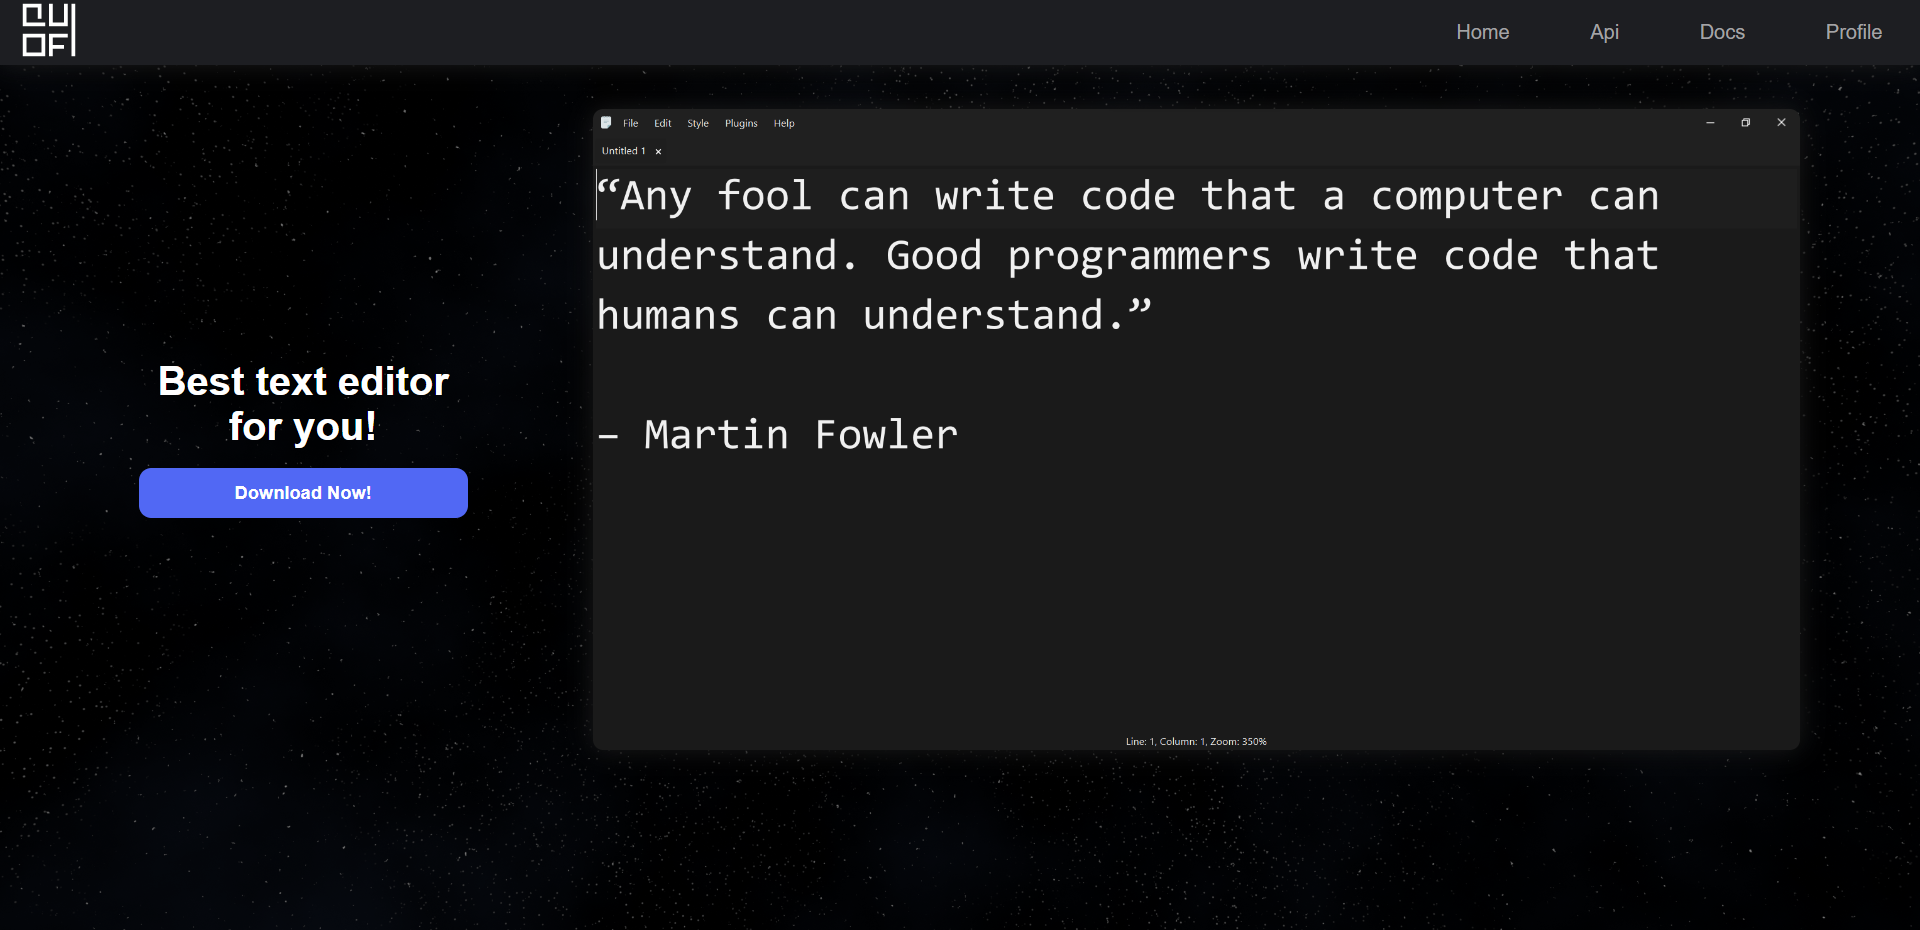 Home Api Docs Profile
File Edit Style Plugins Help
Untitled 1
“Any fool can write code that a computer can
understand. Good programmers write code that
humans can understand.”
– Martin Fowler
Best text editor
for you!
Download Now!
Line: 1, Column: 1, Zoom: 350%